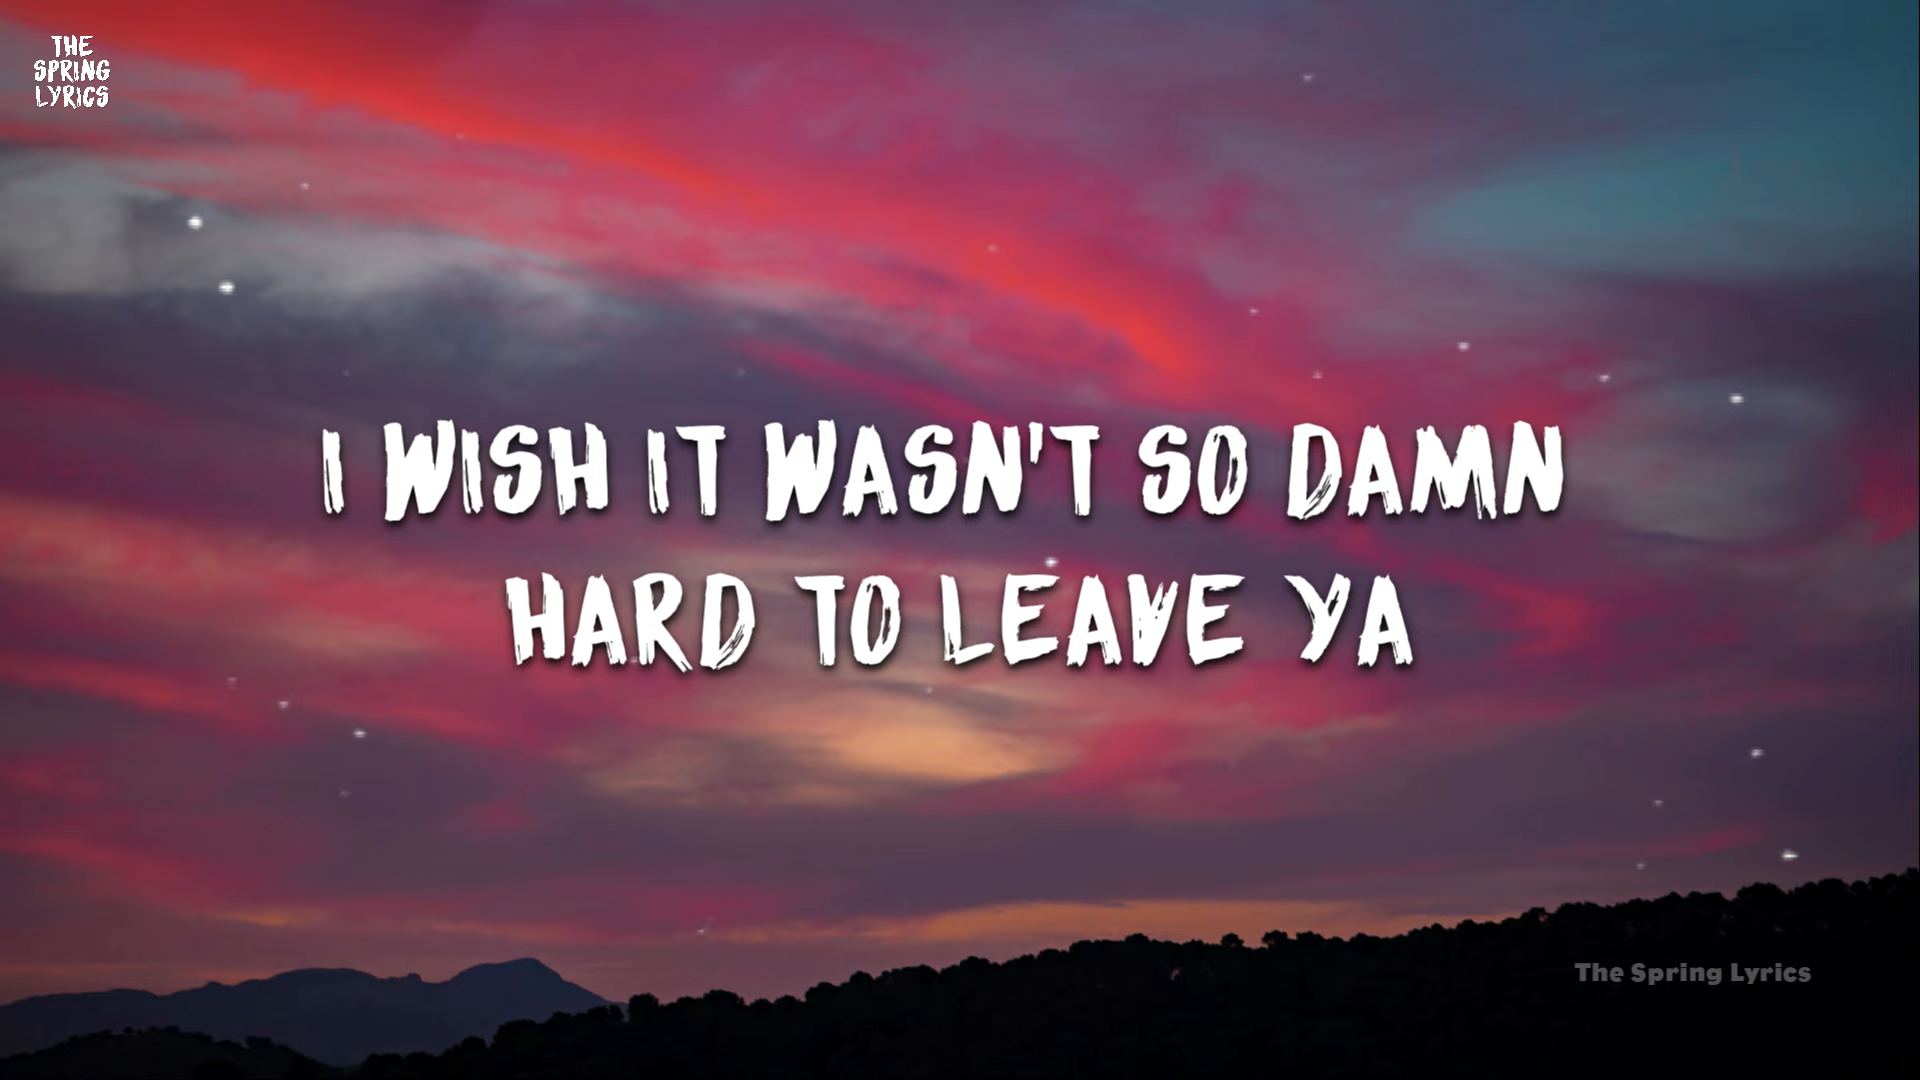 THE
SPRING
LYRICS
I WISH IT WASN'T SO DAMN
HARD TO LEAVE YA
The Spring Lyrics